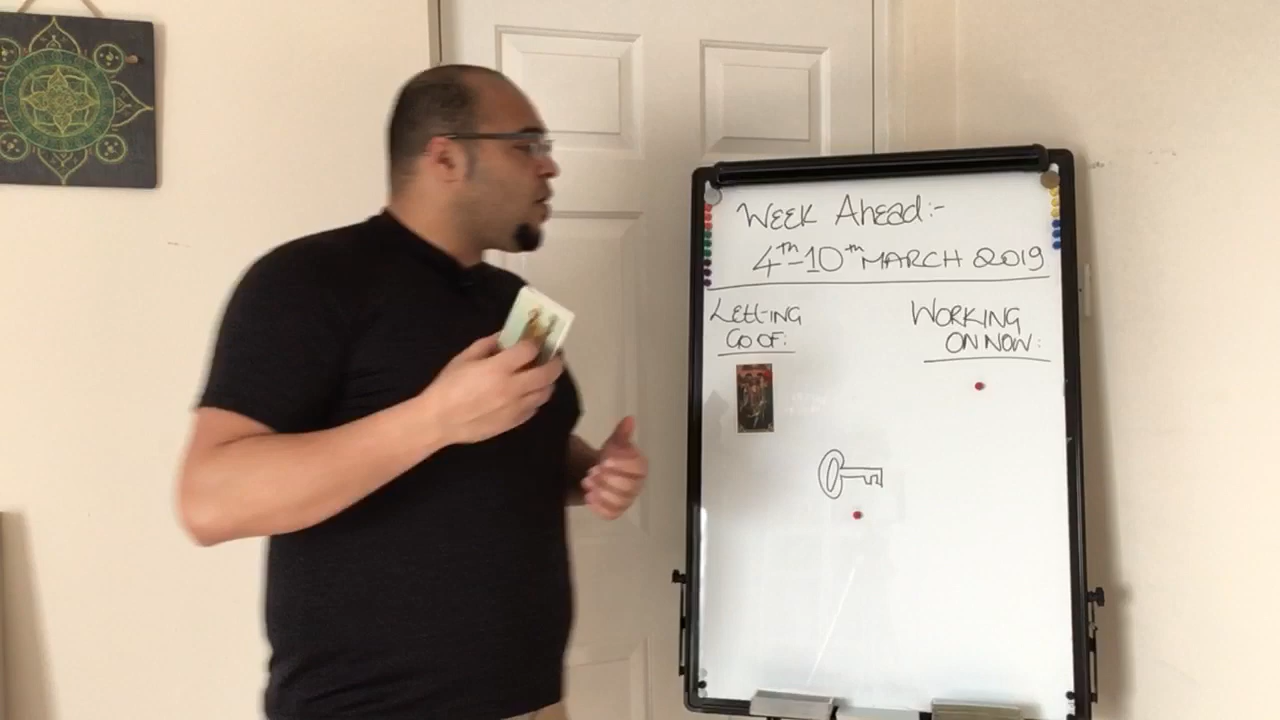 WEEK AHEAD:-
4th-10th MARCH 2019
LETTING
GO OF:
WORKING
ON NOW: